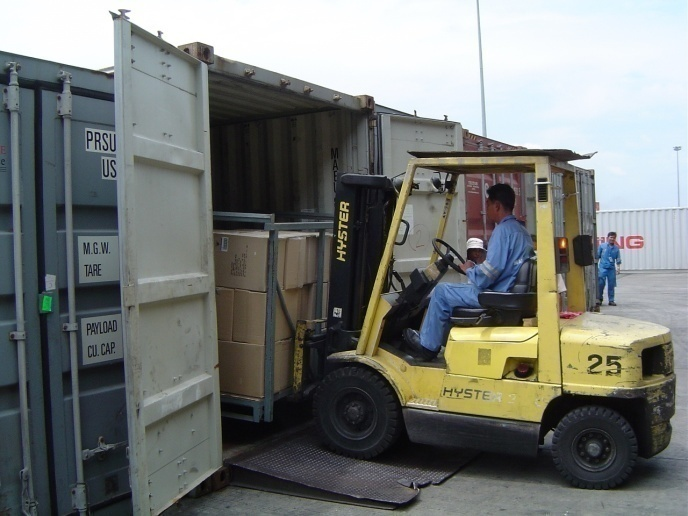 PRSU
US
M.G.W.
TARE
PAYLOAD
CU. CAP.
HYSTER
HYSTER
25
NG